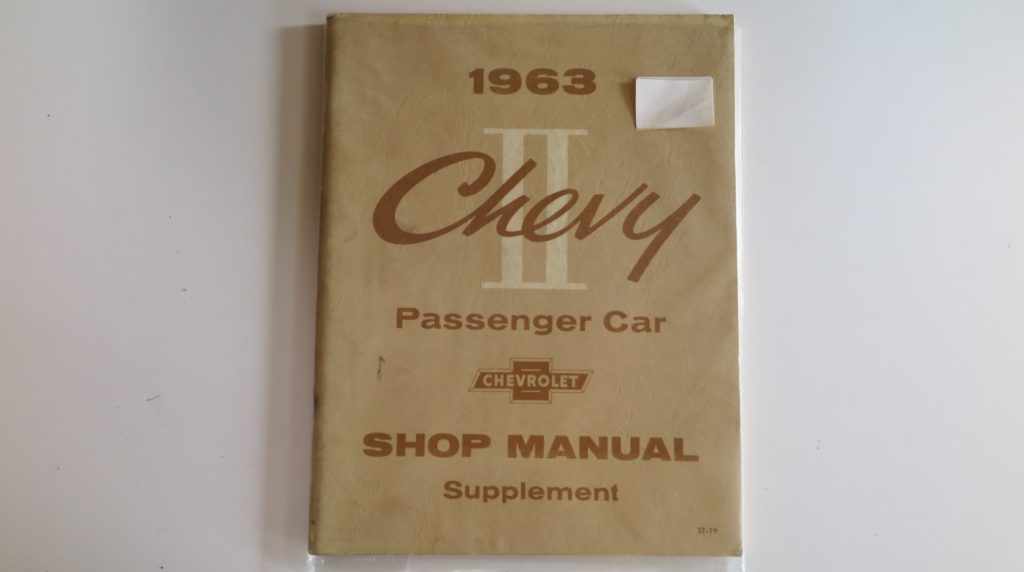 1963
II
Chevy
Passenger Car
CHEVROLET
SHOP MANUAL
Supplement
ST-19